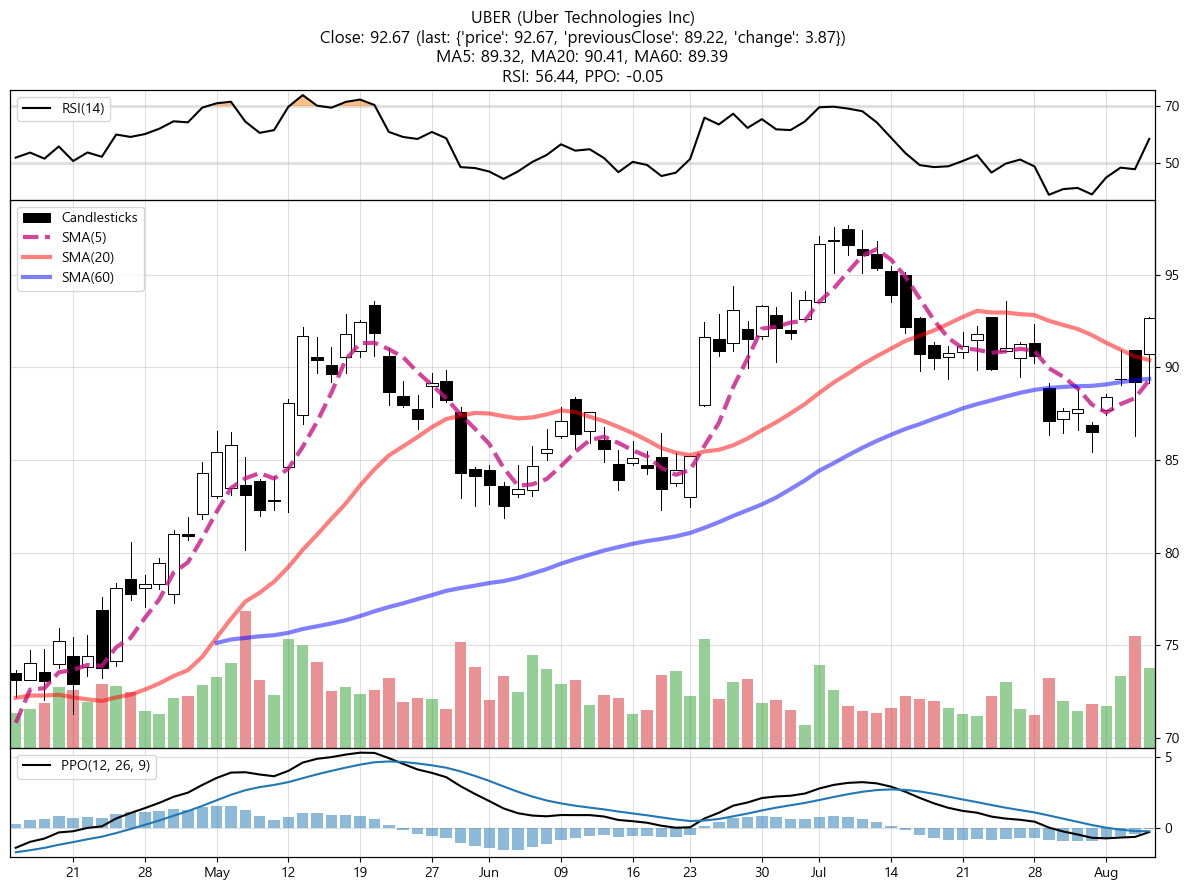 UBER (Uber Technologies Inc)
Close: 92.67 (last: {'price': 92.67, 'previousClose': 89.22, 'change': 3.87})
MA5: 89.32, MA20: 90.41, MA60: 89.39
RSI: 56.44, PPO: -0.05
RSI(14)
70
50
Candlesticks
SMA(5)
SMA(20)
SMA(60)
95
90
85
80
75
70
PPO(12, 26, 9)
5
0
21 28 May 12 19 27 Jun 09 16 23 30 Jul 14 21 28 Aug